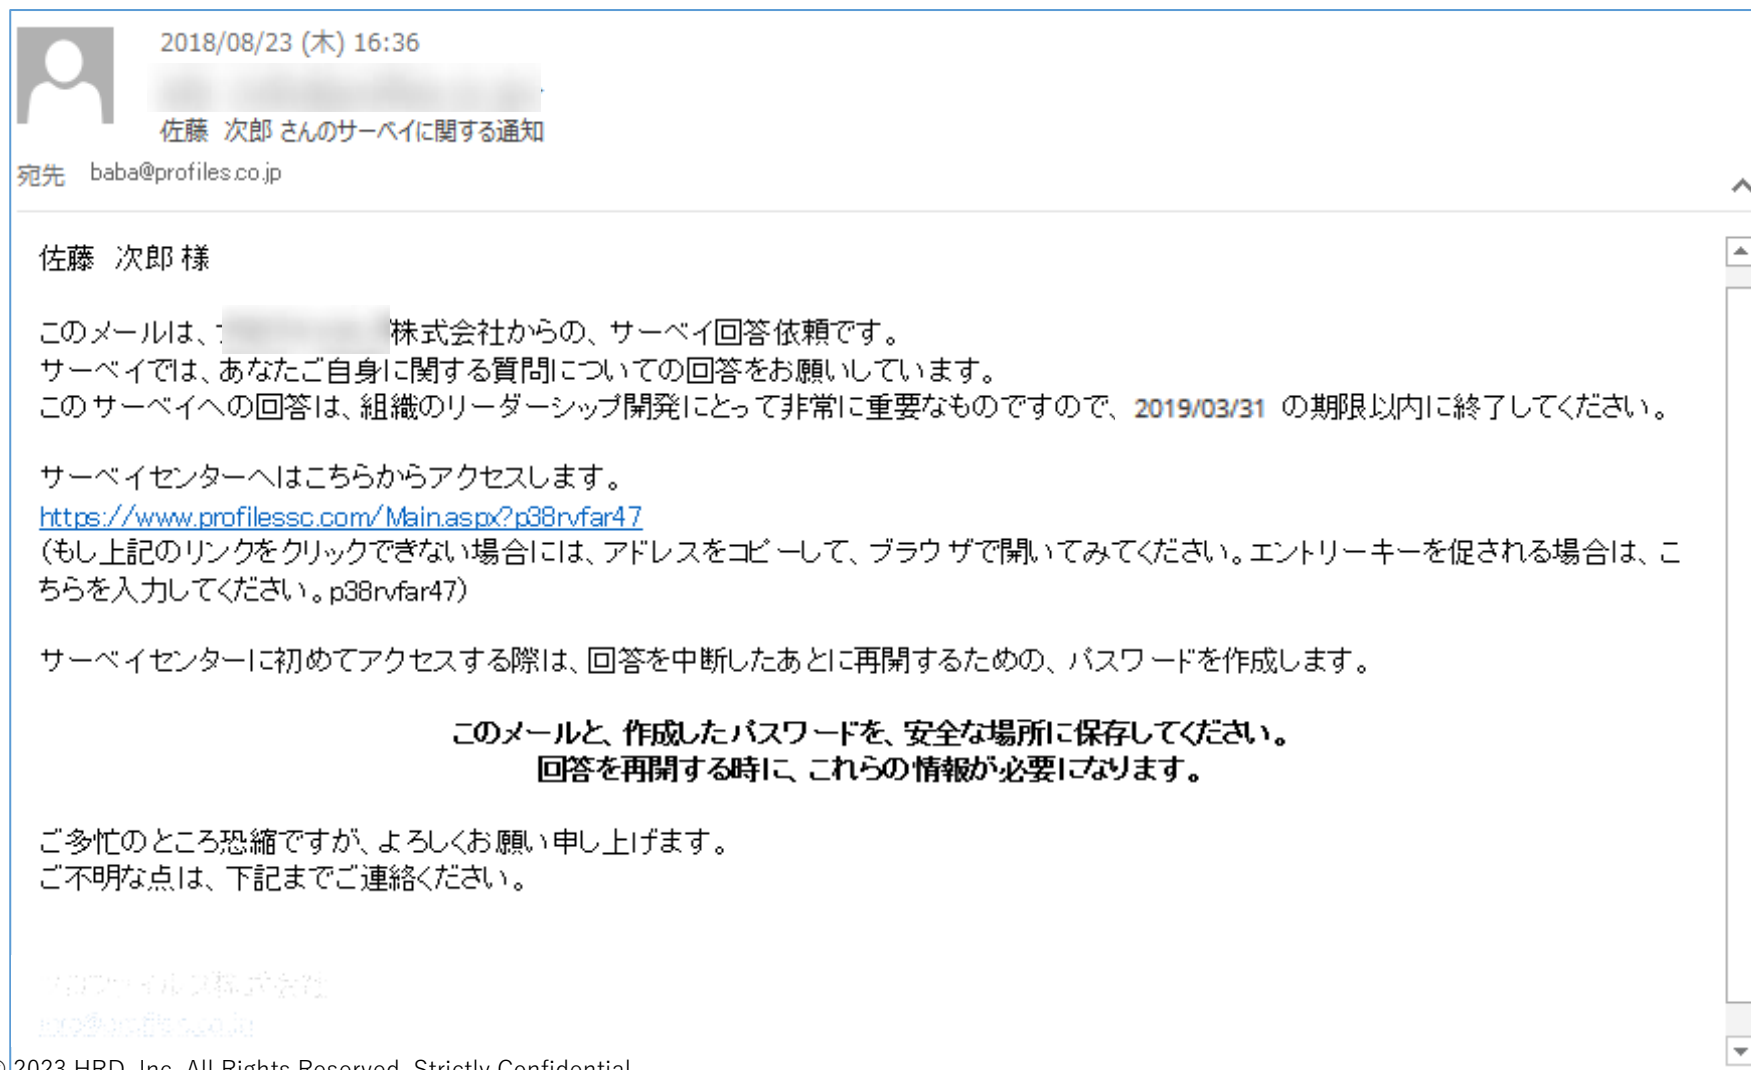 2018/08/23 (木) 16:36
佐藤 次郎 さんのサーベイに関する通知
宛先 baba@profiles.co.jp
佐藤 次郎 様
このメールは、株式会社からの、サーベイ回答依頼です。
サーベイでは、あなたご自身に関する質問についての回答をお願いしています。
このサーベイへの回答は、組織のリーダーシップ開発にとって非常に重要なものですので、 2019/03/31 の期限以内に終了してください。
サーベイセンターへはこちらからアクセスします。
https://www.profilessc.com/Main.aspx?p38rvfar47
(もし上記のリンクをクリックできない場合には、アドレスをコピーして、ブラウザで開いてみてください。エントリーキーを促される場合は、こ
ちらを入力してください。p38rvfar47)
サーベイセンターに初めてアクセスする際は、回答を中断したあとに再開するための、パスワードを作成します。
このメールと、作成したパスワードを、安全な場所に保存してください。
回答を再開する時に、これらの情報が必要になります。
ご多忙のところ恐縮ですが、よろしくお願い申し上げます。
ご不明な点は、下記までご連絡ください。
© 2023 HRD, Inc. All Rights Reserved. Strictly Confidential